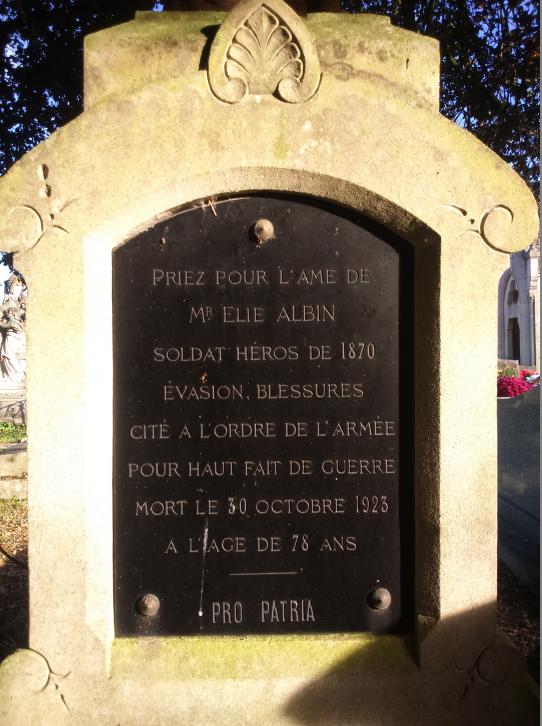 PRIEZ POUR L'AME DE
MR ELIE ALBIN
SOLDAT HÉROS DE 1870
ÉVASION, BLESSURES
CITÉ A L'ORDRE DE L'ARMÉE
POUR HAUT FAIT DE GUERRE
MORT LE 30 OCTOBRE 1923
A L'AGE DE 78 ANS
PRO PATRIA